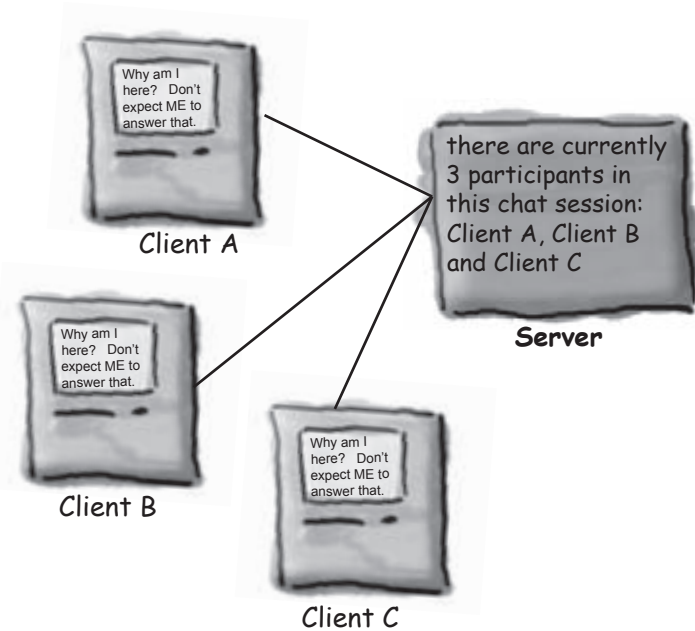 Why am I
here? Don't
expect ME to
answer that.
Client A
there are currently
3 participants in
this chat session:
Client A, Client B
and Client C
Server
Why am I
here? Don't
expect ME to
answer that.
Client B
Why am I
here? Don't
expect ME to
answer that.
Client C